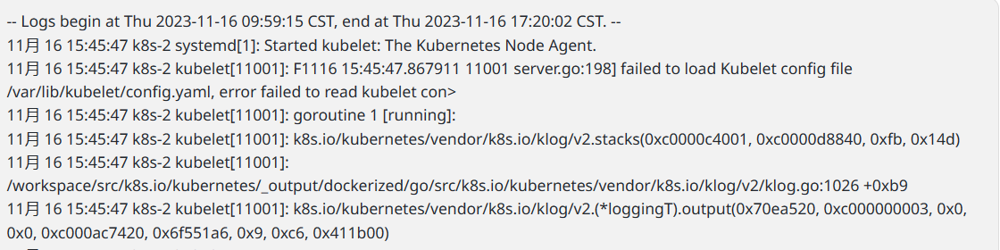 -- Logs begin at Thu 2023-11-16 09:59:15 CST, end at Thu 2023-11-16 17:20:02 CST. --
11月 16 15:45:47 k8s-2 systemd[1]: Started kubelet: The Kubernetes Node Agent.
11月 16 15:45:47 k8s-2 kubelet[11001]: F1116 15:45:47.867911 11001 server.go:198] failed to load Kubelet config file
/var/lib/kubelet/config.yaml, error failed to read kubelet con>
11月 16 15:45:47 k8s-2 kubelet[11001]: goroutine 1 [running]:
11月 16 15:45:47 k8s-2 kubelet[11001]: k8s.io/kubernetes/vendor/k8s.io/klog/v2.stacks(0xc0000c4001, 0xc0000d8840, 0xfb, 0x14d)
11月 16 15:45:47 k8s-2 kubelet[11001]:
/workspace/src/k8s.io/kubernetes/_output/dockerized/go/src/k8s.io/kubernetes/vendor/k8s.io/klog/v2/klog.go:1026 +0xb9
11月 16 15:45:47 k8s-2 kubelet[11001]: k8s.io/kubernetes/vendor/k8s.io/klog/v2.(*loggingT).output(0x70ea520, 0xc000000003, 0x0,
0x0, 0xc000ac7420, 0x6f551a6, 0x9, 0xc6, 0x411b00)